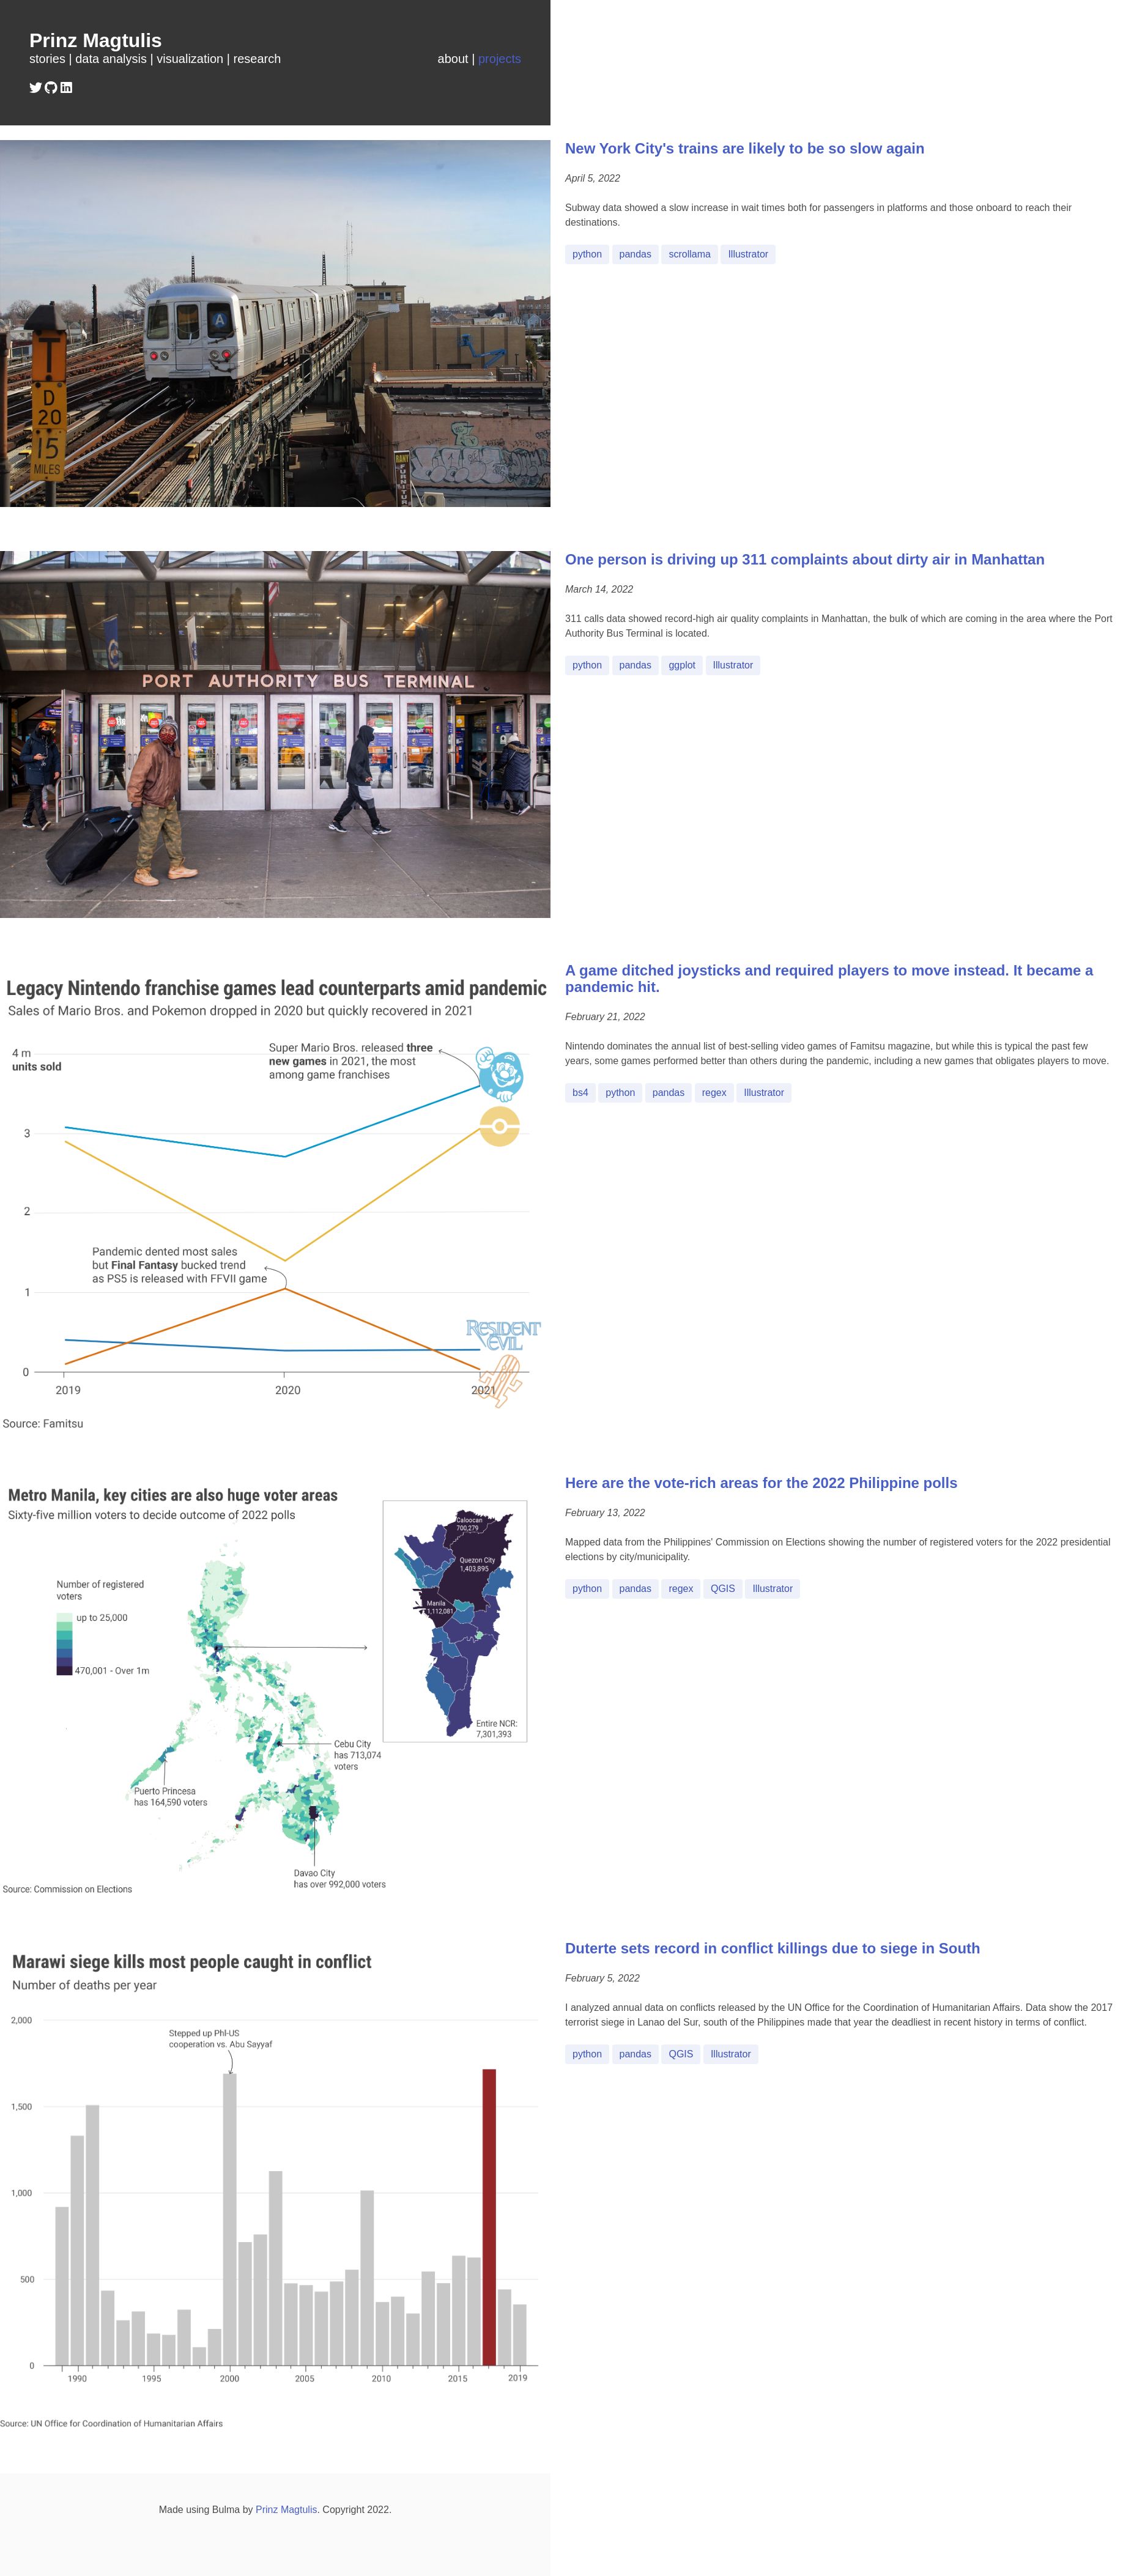 Prinz Magtulis
stories | data analysis | visualization | research
about | projects
New York City's trains are likely to be so slow again
April 5, 2022
Subway data showed a slow increase in wait times both for passengers in platforms and those onboard to reach their
destinations.
python pandas scrollama Illustrator
A
T
D
20
15
MILES
FURNITURE
One person is driving up 311 complaints about dirty air in Manhattan
March 14, 2022
311 calls data showed record-high air quality complaints in Manhattan, the bulk of which are coming in the area where the Port
Authority Bus Terminal is located.
python pandas ggplot Illustrator
PORT AUTHORITY BUS TERMINAL
A game ditched joysticks and required players to move instead. It became a
pandemic hit.
February 21, 2022
Nintendo dominates the annual list of best-selling video games of Famitsu magazine, but while this is typical the past few
years, some games performed better than others during the pandemic, including a new games that obligates players to move.
bs4 python pandas regex Illustrator
Legacy Nintendo franchise games lead counterparts amid pandemic
Sales of Mario Bros. and Pokemon dropped in 2020 but quickly recovered in 2021
4 m
units sold
Super Mario Bros. released three
new games in 2021, the most
among game franchises
3
2
Pandemic dented most sales
but Final Fantasy bucked trend
as PS5 is released with FFVII game
1
RESIDENT
EVIL
0
2019 2020 2021
Source: Famitsu
Here are the vote-rich areas for the 2022 Philippine polls
February 13, 2022
Mapped data from the Philippines' Commission on Elections showing the number of registered voters for the 2022 presidential
elections by city/municipality.
python pandas regex QGIS Illustrator
Metro Manila, key cities are also huge voter areas
Sixty-five million voters to decide outcome of 2022 polls
Number of registered
voters
up to 25,000
470,001 - Over 1m
Caloocan
700,279
Quezon City
1,403,895
Manila
1,112,081
Entire NCR:
7,301,393
Cebu City
has 713,074
voters
Puerto Princesa
has 164,590 voters
Davao City
has over 992,000 voters
Source: Commission on Elections
Duterte sets record in conflict killings due to siege in South
February 5, 2022
I analyzed annual data on conflicts released by the UN Office for the Coordination of Humanitarian Affairs. Data show the 2017
terrorist siege in Lanao del Sur, south of the Philippines made that year the deadliest in recent history in terms of conflict.
python pandas QGIS Illustrator
Marawi siege kills most people caught in conflict
Number of deaths per year
2,000
Stepped up Phl-US
cooperation vs. Abu Sayyaf
1,500
1,000
500
0
1990 1995 2000 2005 2010 2015 2019
Source: UN Office for Coordination of Humanitarian Affairs
Made using Bulma by Prinz Magtulis. Copyright 2022.